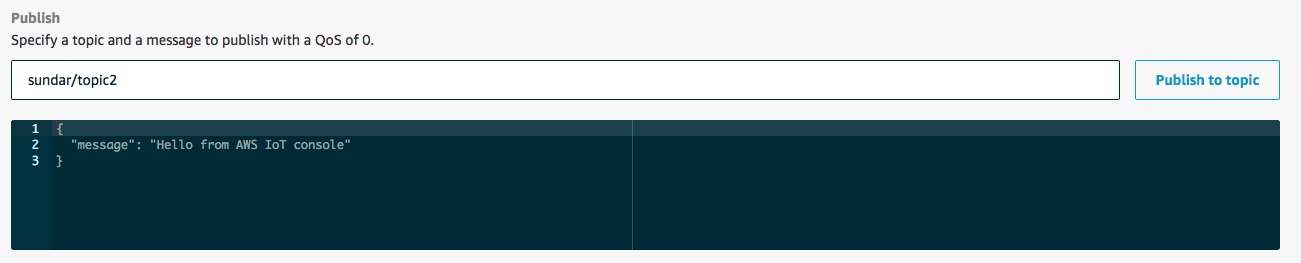 Publish
Specify a topic and a message to publish with a QoS of 0.
sundar/topic2
Publish to topic
1 {
2   "message": "Hello from AWS IoT console"
3 }